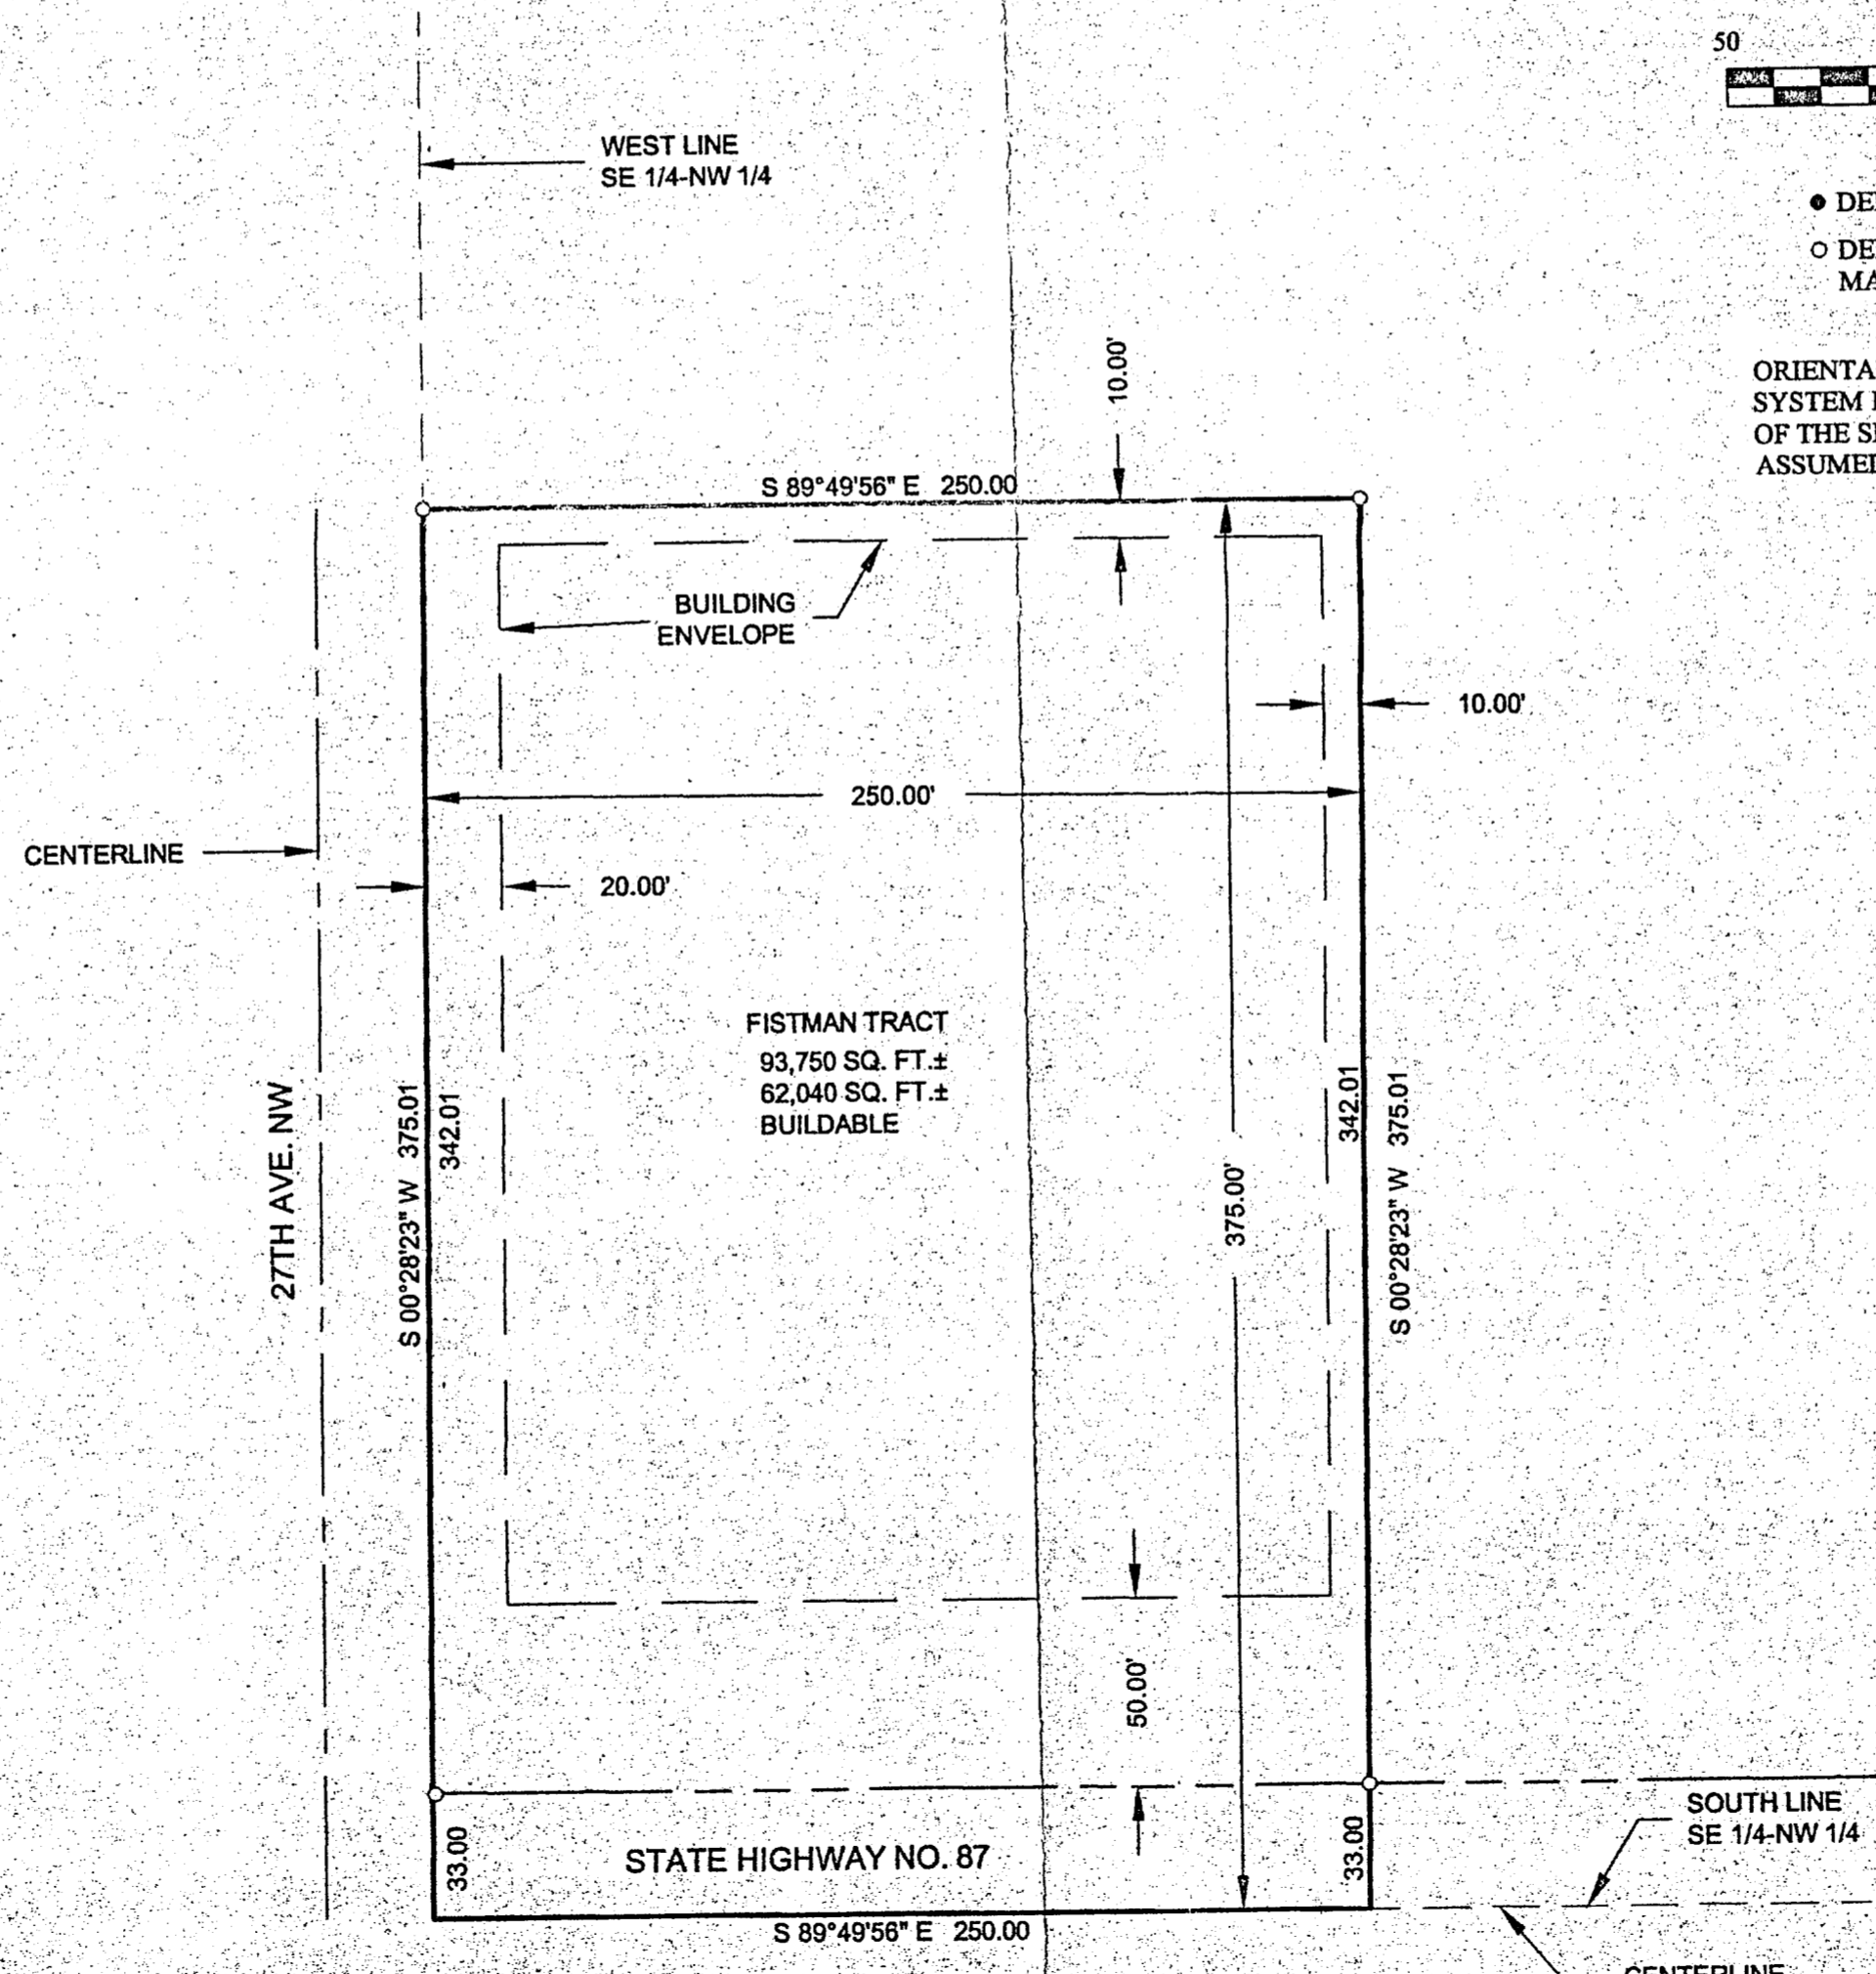 50
WEST LINE
SE 1/4-NW 1/4
10.00'
ORIENTA
SYSTEM
OF THE
ASSUME
S 89°49'56" E 250.00
BUILDING
ENVELOPE
10.00'
250.00'
CENTERLINE
20.00'
FISTMAN TRACT
93,750 SQ. FT.±
62,040 SQ. FT.±
BUILDABLE
27TH AVE. NW
S 00°28'23" W 375.01
342.01
375.00'
342.01
S 00°28'23" W 375.01
50.00'
SOUTH LINE
SE 1/4-NW 1/4
33.00
STATE HIGHWAY NO. 87
33.00
S 89°49'56" E 250.00
CENTERLINE